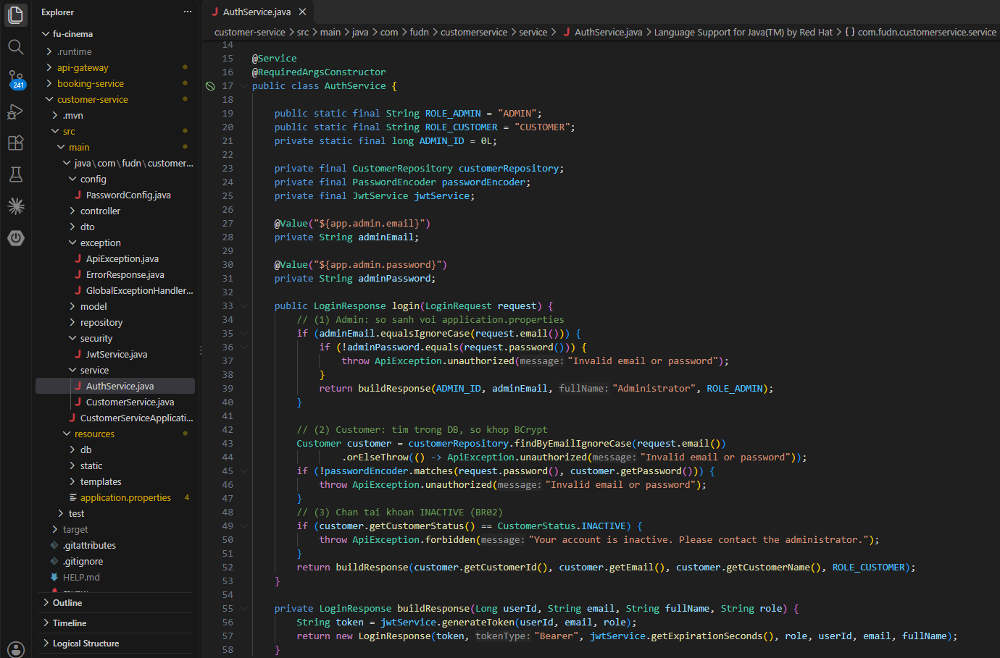 Explorer
···
fu-cinema
.runtime
api-gateway
booking-service
customer-service
.mvn
src
main
java\com\fudn\customer...
config
PasswordConfig.java
controller
dto
exception
ApiException.java
ErrorResponse.java
GlobalExceptionHandler...
model
repository
security
JwtService.java
service
AuthService.java
CustomerService.java
CustomerServiceApplicati...
resources
db
static
templates
application.properties 4
test
target
.gitattributes
.gitignore
HELP.md
Outline
Timeline
Logical Structure
241
AuthService.java
customer-service > src > main > java > com > fudn > customerservice > service > AuthService.java > Language Support for Java(TM) by Red Hat > {} com.fudn.customerservice.service
14
15 @Service
16 @RequiredArgsConstructor
17 public class AuthService {
18
19 public static final String ROLE_ADMIN = "ADMIN";
20 public static final String ROLE_CUSTOMER = "CUSTOMER";
21 private static final long ADMIN_ID = 0L;
22
23 private final CustomerRepository customerRepository;
24 private final PasswordEncoder passwordEncoder;
25 private final JwtService jwtService;
26
27 @Value("${app.admin.email}")
28 private String adminEmail;
29
30 @Value("${app.admin.password}")
31 private String adminPassword;
32
33 public LoginResponse login(LoginRequest request) {
34 // (1) Admin: so sanh voi application.properties
35 if (adminEmail.equalsIgnoreCase(request.email())) {
36 if (!adminPassword.equals(request.password())) {
37 throw ApiException.unauthorized(message: "Invalid email or password");
38 }
39 return buildResponse(ADMIN_ID, adminEmail, fullName: "Administrator", ROLE_ADMIN);
40 }
41
42 // (2) Customer: tim trong DB, so khop BCrypt
43 Customer customer = customerRepository.findByEmailIgnoreCase(request.email())
44 .orElseThrow(() -> ApiException.unauthorized(message: "Invalid email or password"));
45 if (!passwordEncoder.matches(request.password(), customer.getPassword())) {
46 throw ApiException.unauthorized(message: "Invalid email or password");
47 }
48 // (3) Chan tai khoan INACTIVE (BR02)
49 if (customer.getCustomerStatus() == CustomerStatus.INACTIVE) {
50 throw ApiException.forbidden(message: "Your account is inactive. Please contact the administrator.");
51 }
52 return buildResponse(customer.getCustomerId(), customer.getEmail(), customer.getCustomerName(), ROLE_CUSTOMER);
53 }
54
55 private LoginResponse buildResponse(Long userId, String email, String fullName, String role) {
56 String token = jwtService.generateToken(userId, email, role);
57 return new LoginResponse(token, tokenType: "Bearer", jwtService.getExpirationSeconds(), role, userId, email, fullName);
58 }